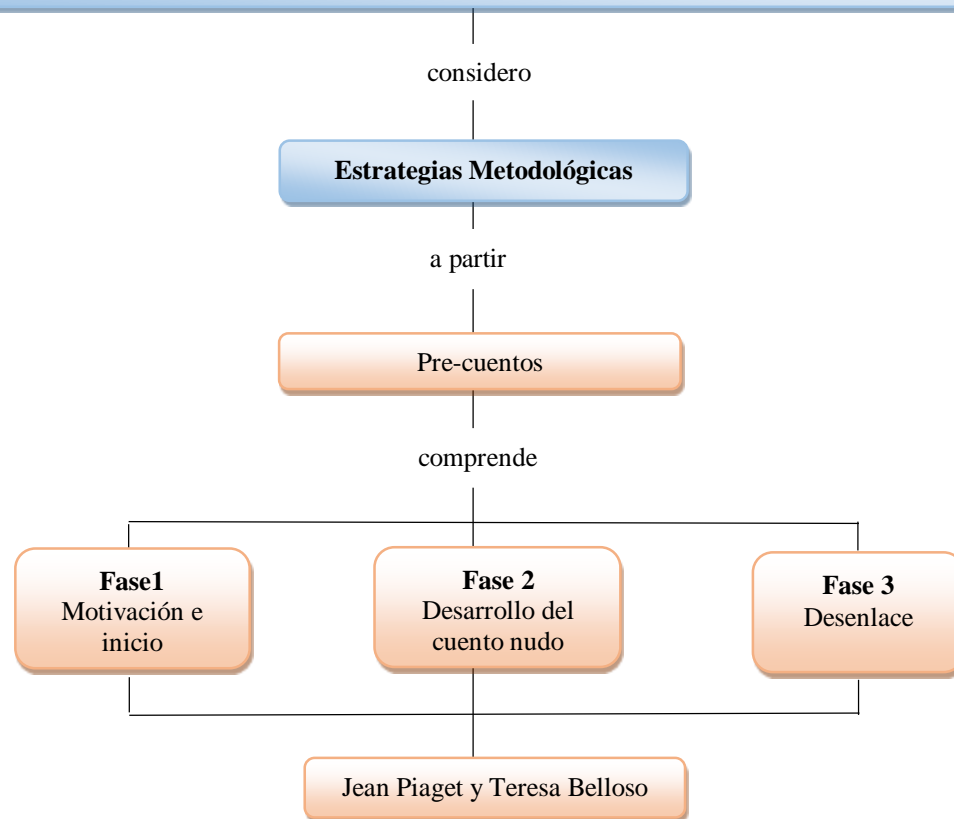 considero
Estrategias Metodológicas
a partir
Pre-cuentos
comprende
Fase1
Motivación e
inicio
Fase 2
Desarrollo del
cuento nudo
Fase 3
Desenlace
Jean Piaget y Teresa Belloso